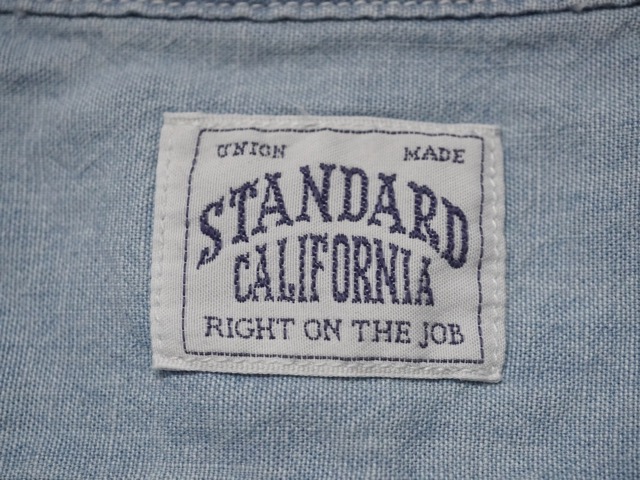 UNION MADE
STANDARD
CALIFORNIA
RIGHT ON THE JOB